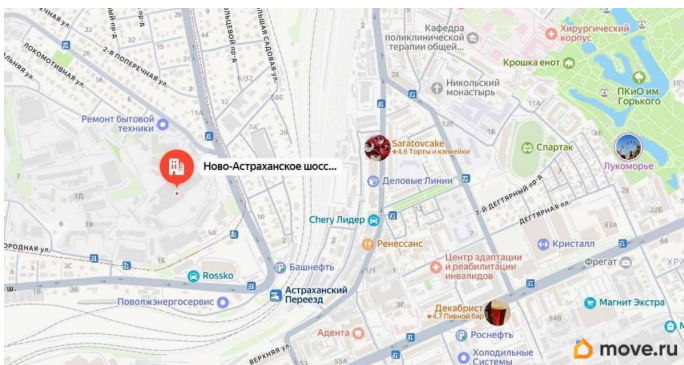 ЛОКОМОТИВНАЯ УЛ.
2-Я ПОПЕРЕЧНАЯ УЛ.
БОЛЬШАЯ САДОВАЯ УЛ.
Кафедра
поликлинической
терапии общей...
Хирургический
корпус
Крошка енот
ПКиО им.
Горького
Никольский
монастырь
Ремонт бытовой
техники
Saratovcake
4,6 Торты и капкейки
Спартак
Лукоморье
Ново-Астраханское шосс...
Деловые Линии
2-Й ДЕГТЯРНЫЙ ПР-Д
ДЕГТЯРНАЯ ПЛ.
Chery Лидер
Ренессанс
Кристалл
Центр адаптации
и реабилитации
инвалидов
Фрегат
Rossko
Башнефть
Астраханский
Переезд
Поволжэнергосервис
Магнит Экстра
Декабрист
4,7 Пивной бар
Адента
Роснефть
ВЕРХНЯЯ УЛ.
Холодильные
Системы
move.ru